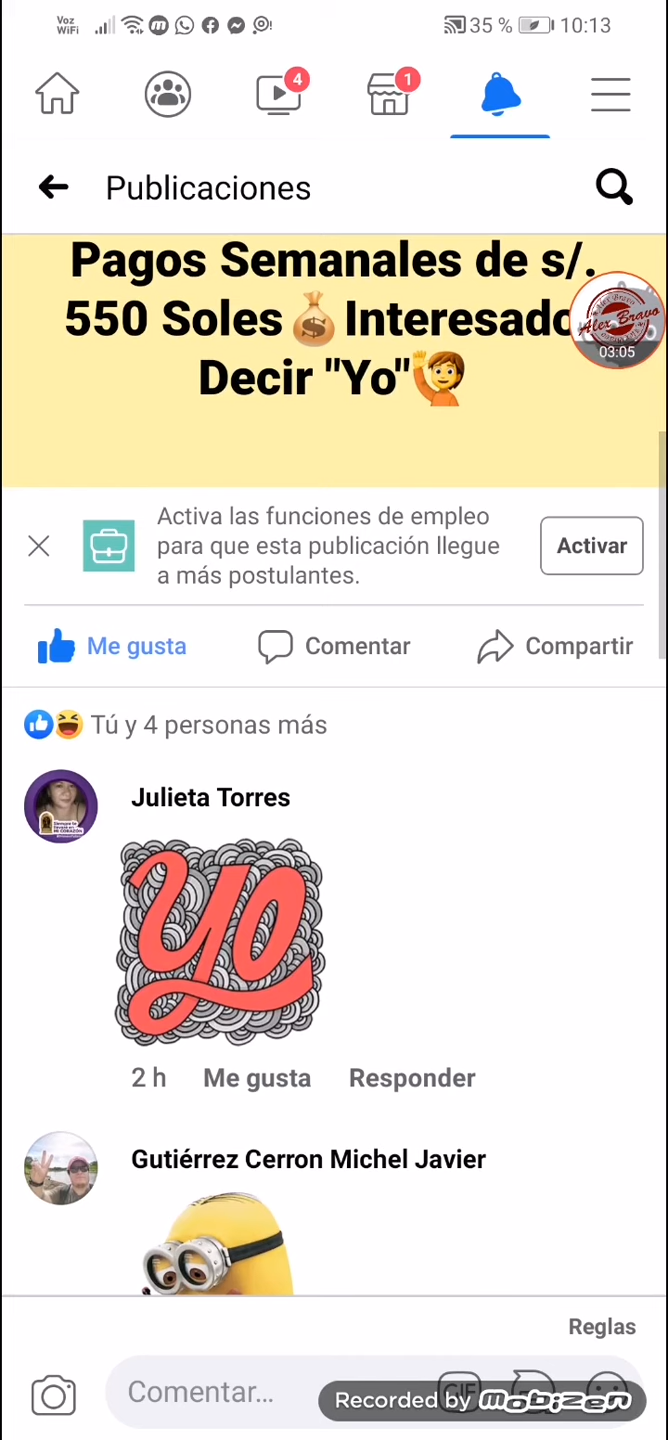 Voz
WiFi
35 %
10:13
4
1
Publicaciones
Pagos Semanales de s/.
550 Soles Interesado
Decir "Yo"
Alex Bravo
Alex Bravo
03:05
Activa las funciones de empleo
para que esta publicación llegue
a más postulantes.
Activar
Me gusta
Comentar
Compartir
Tú y 4 personas más
Julieta Torres
Yo
2 h
Me gusta
Responder
Gutiérrez Cerron Michel Javier
Reglas
Comentar...
GIF
Recorded by mobizen